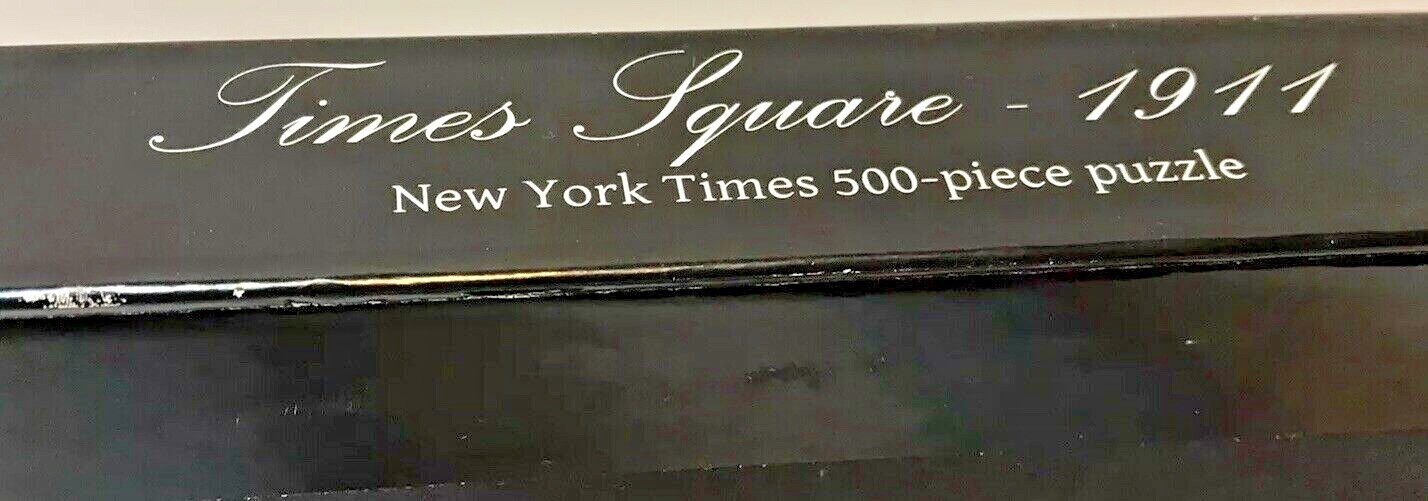 Times Square - 1911
New York Times 500-piece puzzle